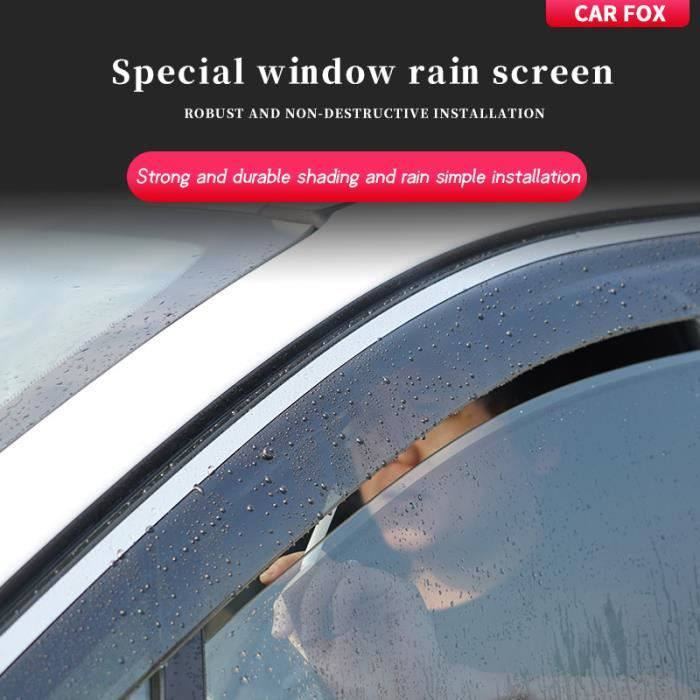 CAR FOX
Special window rain screen
ROBUST AND NON-DESTRUCTIVE INSTALLATION
Strong and durable shading and rain simple installation